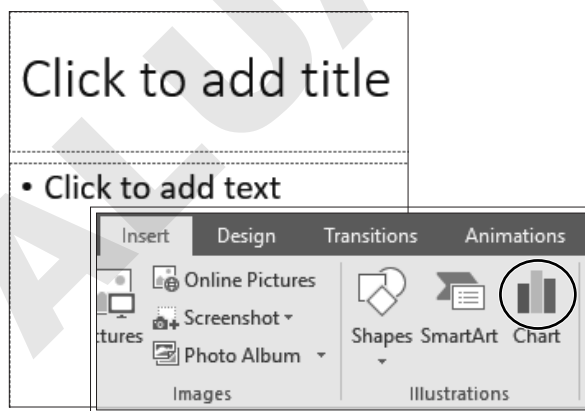 Click to add title
• Click to add text
Insert Design Transitions Animations
Online Pictures
Screenshot
Photo Album
Shapes SmartArt Chart
Images Illustrations